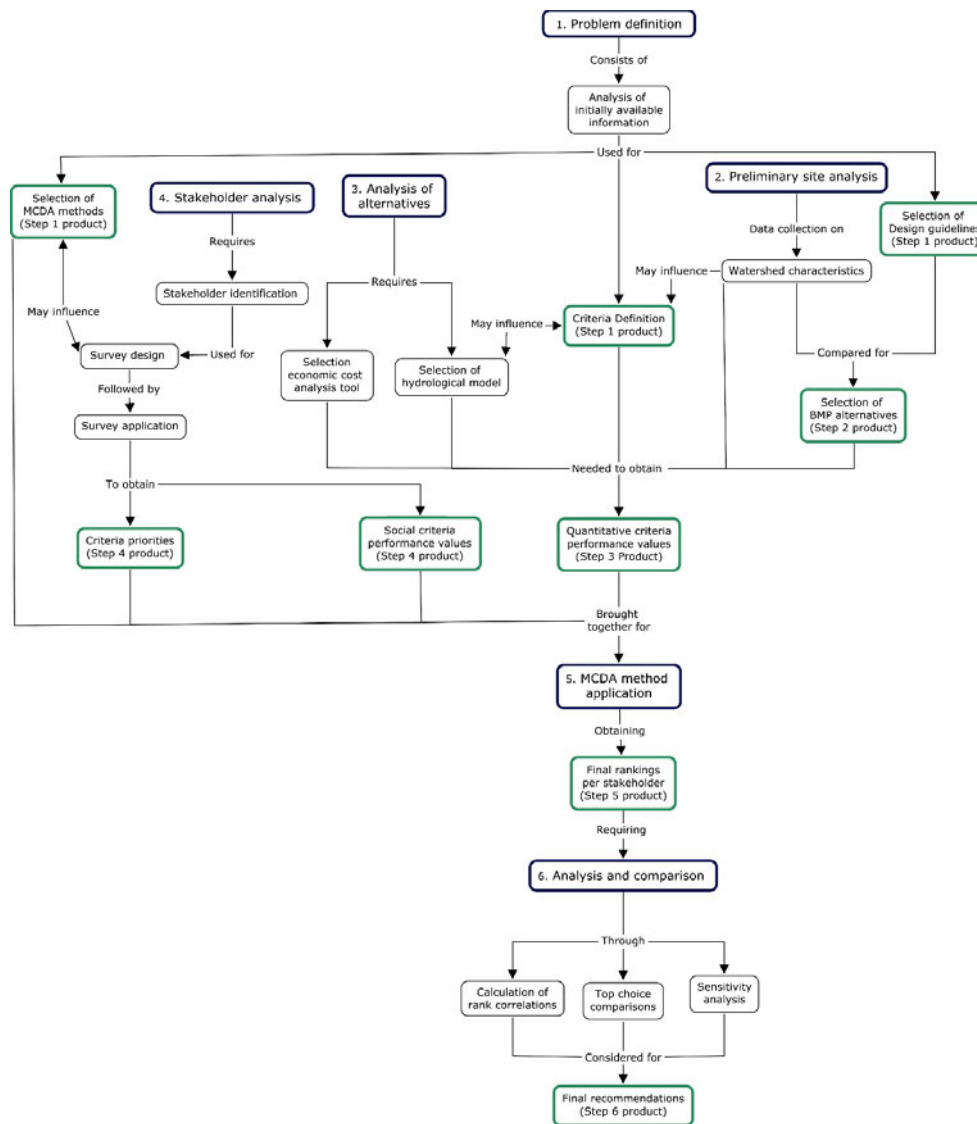 1. Problem definition
Consists of
Analysis of
initially available
information
Used for
Selection of
MCDA methods
(Step 1 product)
4. Stakeholder analysis
3. Analysis of
alternatives
2. Preliminary site analysis
Selection of
Design guidelines
(Step 1 product)
Requires
Data collection on
Stakeholder identification
Requires
May influence
Watershed characteristics
May influence
May influence
Criteria Definition
(Step 1 product)
Survey design
Used for
Selection
economic cost
analysis tool
Selection of
hydrological model
Compared for
Followed by
Survey application
Selection of
BMP alternatives
(Step 2 product)
Needed to obtain
To obtain
Criteria priorities
(Step 4 product)
Social criteria
performance values
(Step 4 product)
Quantitative criteria
performance values
(Step 3 Product)
Brought
together for
5. MCDA method
application
Obtaining
Final rankings
per stakeholder
(Step 5 product)
Requiring
6. Analysis and comparison
Through
Calculation of
rank correlations
Top choice
comparisons
Sensitivity
analysis
Considered for
Final recommendations
(Step 6 product)